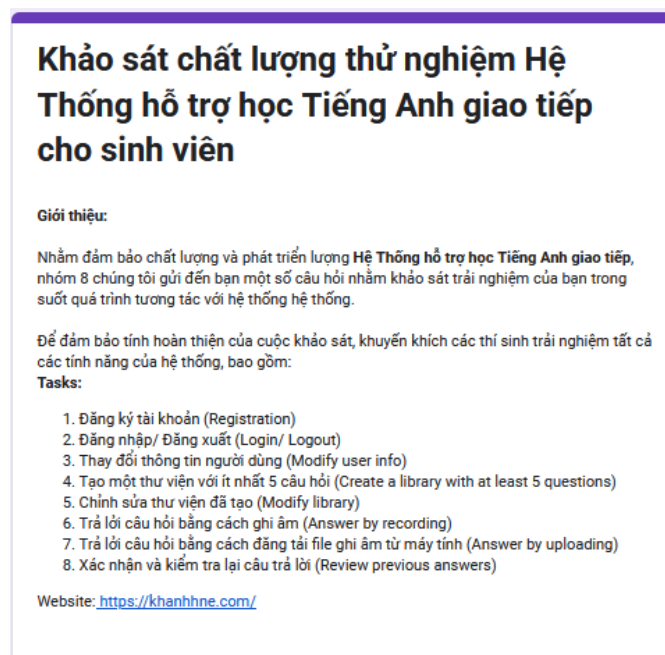 Khảo sát chất lượng thử nghiệm Hệ
Thống hỗ trợ học Tiếng Anh giao tiếp
cho sinh viên
Giới thiệu:
Nhằm đảm bảo chất lượng và phát triển lượng Hệ Thống hỗ trợ học Tiếng Anh giao tiếp,
nhóm 8 chúng tôi gửi đến bạn một số câu hỏi nhằm khảo sát trải nghiệm của bạn trong
suốt quá trình tương tác với hệ thống hệ thống.
Để đảm bảo tính hoàn thiện của cuộc khảo sát, khuyến khích các thí sinh trải nghiệm tất cả
các tính năng của hệ thống, bao gồm:
Tasks:
1. Đăng ký tài khoản (Registration)
2. Đăng nhập/ Đăng xuất (Login/ Logout)
3. Thay đổi thông tin người dùng (Modify user info)
4. Tạo một thư viện với ít nhất 5 câu hỏi (Create a library with at least 5 questions)
5. Chỉnh sửa thư viện đã tạo (Modify library)
6. Trả lời câu hỏi bằng cách ghi âm (Answer by recording)
7. Trả lời câu hỏi bằng cách đăng tải file ghi âm từ máy tính (Answer by uploading)
8. Xác nhận và kiểm tra lại câu trả lời (Review previous answers)
Website: https://khanhhne.com/